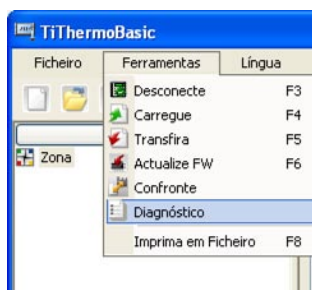 TiThermoBasic
Ficheiro Ferramentas Língua
Desconecte F3
Carregue F4
Zona
Transfira F5
Actualize FW F6
Confronte
Diagnóstico
Imprima em Ficheiro F8